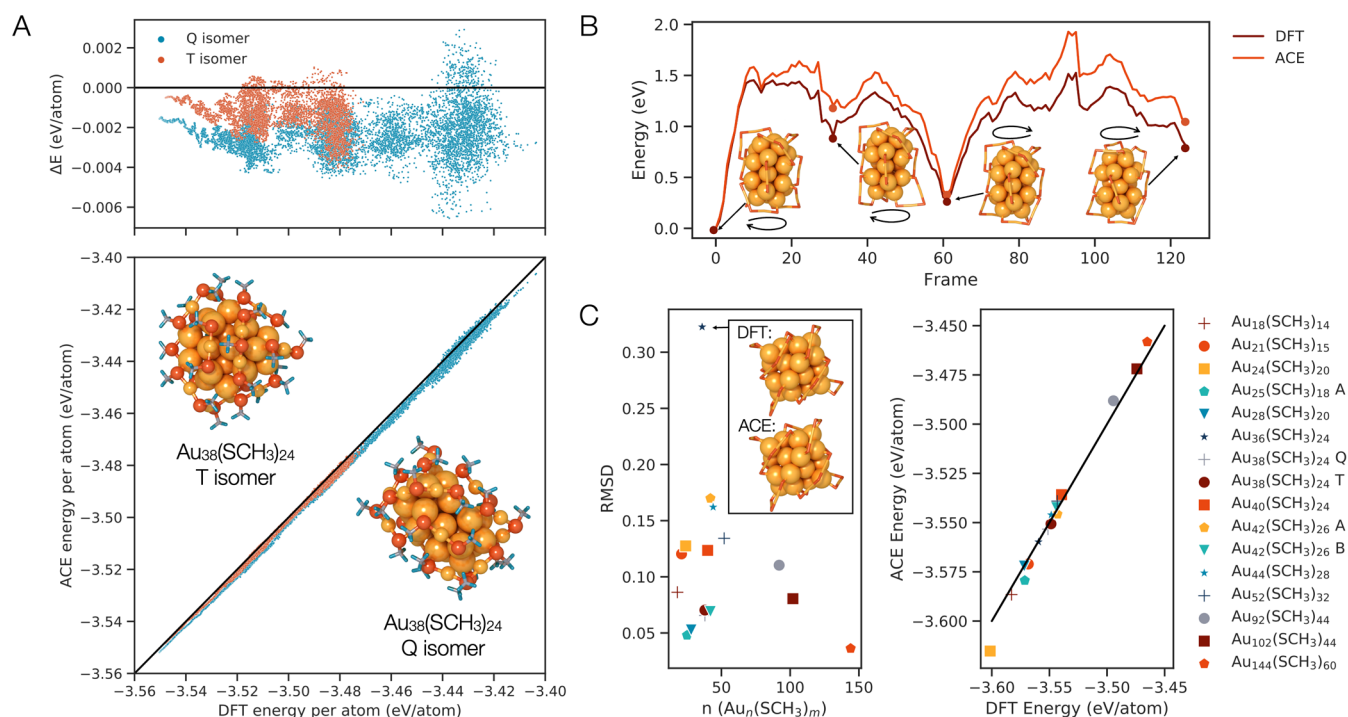 A
Q isomer
T isomer
0.002
0.000
−0.002
−0.004
−0.006
ΔE (eV/atom)
−3.40
−3.42
−3.44
−3.46
−3.48
−3.50
−3.52
−3.54
−3.56
ACE energy per atom (eV/atom)
Au₃₈(SCH₃)₂₄
T isomer
Au₃₈(SCH₃)₂₄
Q isomer
−3.56 −3.54 −3.52 −3.50 −3.48 −3.46 −3.44 −3.42 −3.40
DFT energy per atom (eV/atom)
B
2.0
1.5
1.0
0.5
0.0
Energy (eV)
0 20 40 60 80 100 120
Frame
DFT
ACE
C
0.30
0.25
0.20
0.15
0.10
0.05
RMSD
DFT:
ACE:
50 100 150
n (Auₙ(SCH₃)ₘ)
−3.450
−3.475
−3.500
−3.525
−3.550
−3.575
−3.600
ACE Energy (eV/atom)
−3.60 −3.55 −3.50 −3.45
DFT Energy (eV/atom)
Au₁₈(SCH₃)₁₄
Au₂₁(SCH₃)₁₅
Au₂₄(SCH₃)₂₀
Au₂₅(SCH₃)₁₈ A
Au₂₈(SCH₃)₂₀
Au₃₆(SCH₃)₂₄
Au₃₈(SCH₃)₂₄ Q
Au₃₈(SCH₃)₂₄ T
Au₄₀(SCH₃)₂₄
Au₄₂(SCH₃)₂₆ A
Au₄₂(SCH₃)₂₆ B
Au₄₄(SCH₃)₂₈
Au₅₂(SCH₃)₃₂
Au₉₂(SCH₃)₄₄
Au₁₀₂(SCH₃)₄₄
Au₁₄₄(SCH₃)₆₀